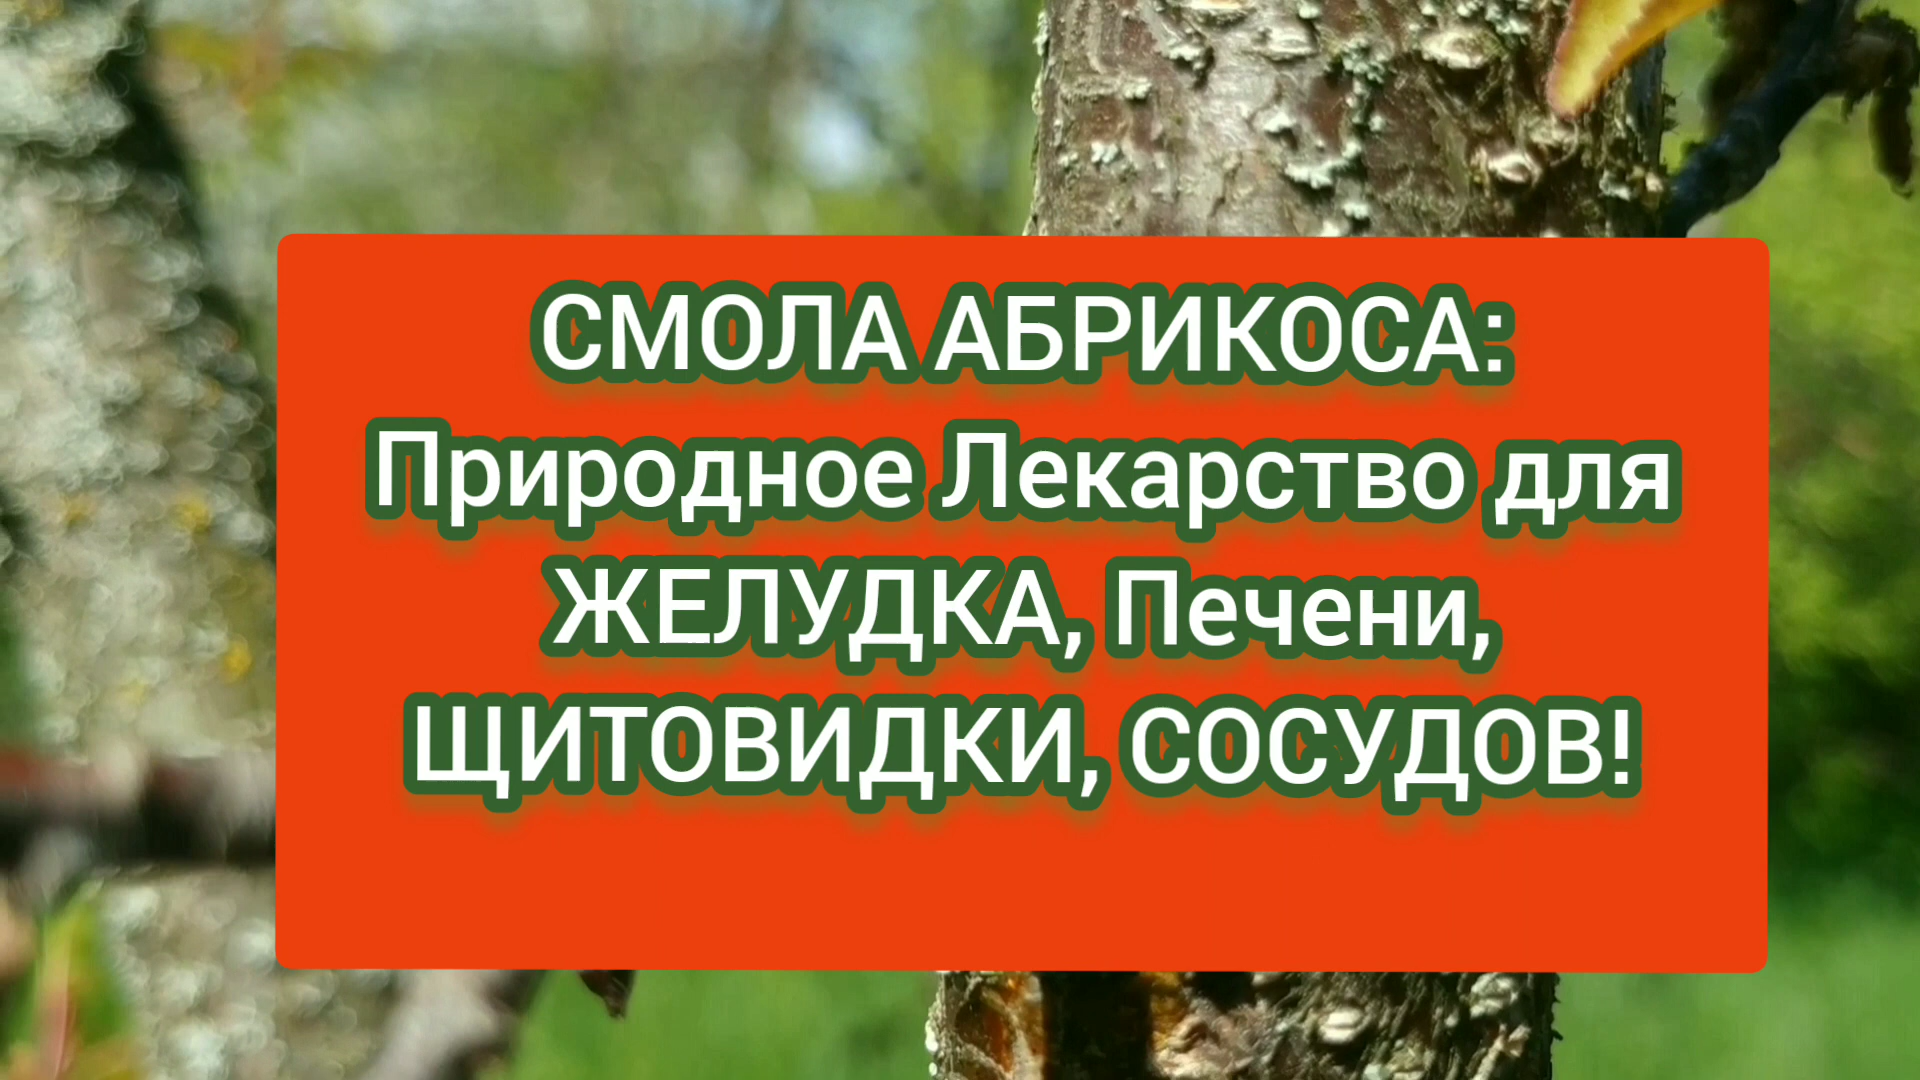 СМОЛА АБРИКОСА:
Природное Лекарство для
ЖЕЛУДКА, Печени,
ЩИТОВИДКИ, СОСУДОВ!